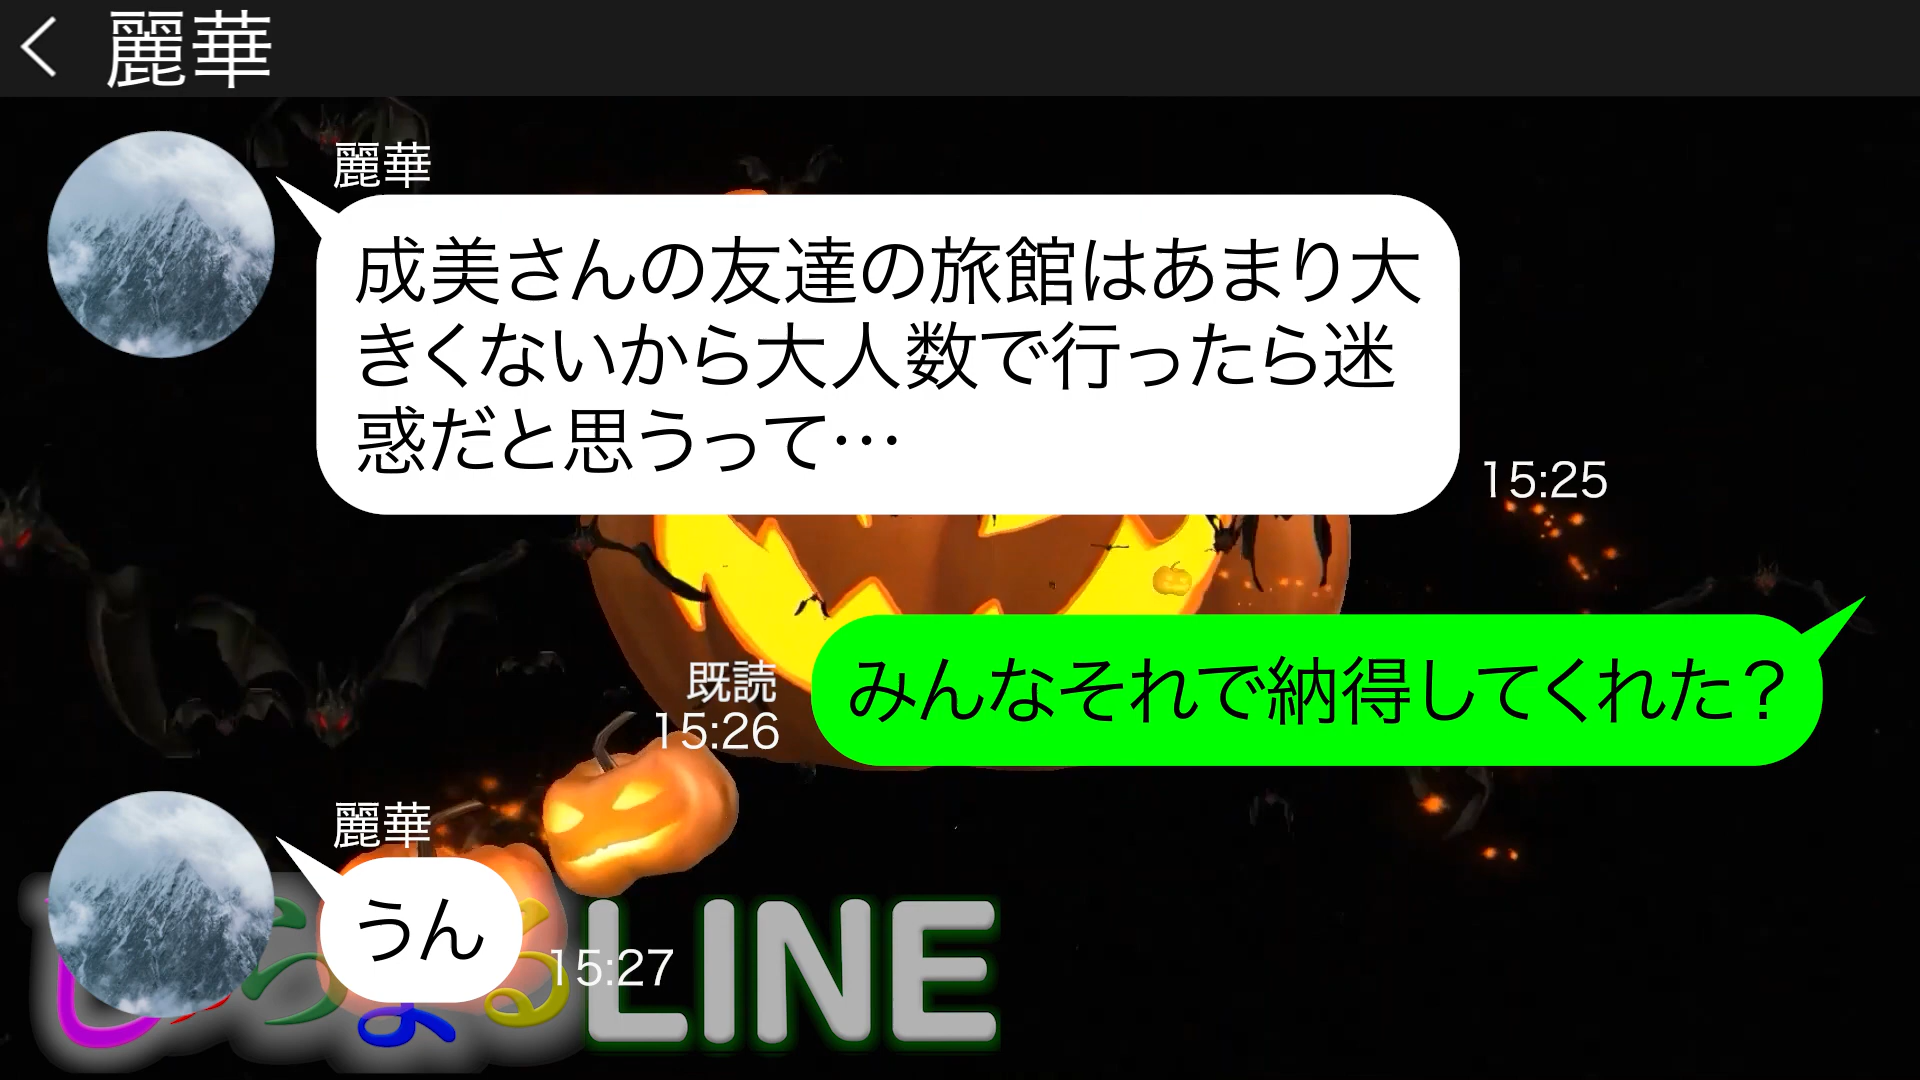 麗華
麗華
成美さんの友達の旅館はあまり大
きくないから大人数で行ったら迷
惑だと思うって…
15:25
みんなそれで納得してくれた？
既読
15:26
麗華
うん
15:27
LINE